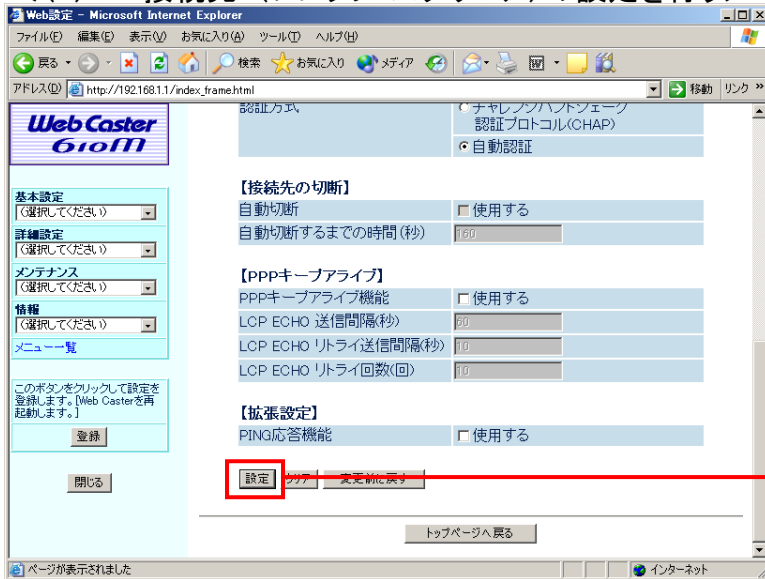 Web設定 - Microsoft Internet Explorer
ファイル(F) 編集(E) 表示(V) お気に入り(A) ツール(T) ヘルプ(H)
戻る 検索 お気に入り メディア
アドレス(D) http://192.168.1.1/index_frame.html 移動 リンク »
Web Caster
610M
基本設定
(選択してください)
詳細設定
(選択してください)
メンテナンス
(選択してください)
情報
(選択してください)
メニュー一覧
このボタンをクリックして設定を
登録します。[Web Casterを再
起動します。]
登録
閉じる
認証方式 チャレンジハンドシェーク
認証プロトコル(CHAP)
自動認証
【接続先の切断】
自動切断 使用する
自動切断するまでの時間(秒) 160
【PPPキープアライブ】
PPPキープアライブ機能 使用する
LCP ECHO 送信間隔(秒) 60
LCP ECHO リトライ送信間隔(秒) 10
LCP ECHO リトライ回数(回) 10
【拡張設定】
PING応答機能 使用する
設定 クリア 変更前に戻す
トップページへ戻る
ページが表示されました インターネット